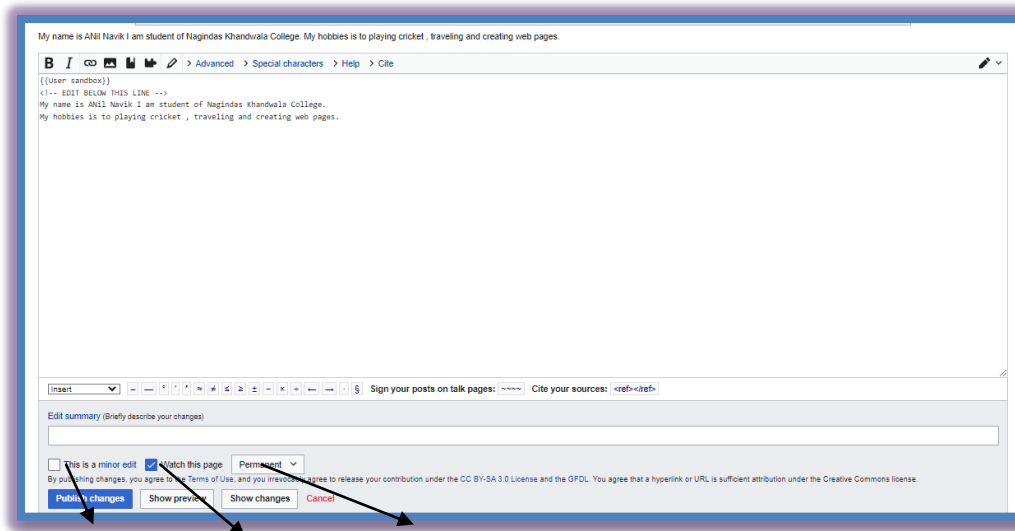 My name is ANil Navik I am student of Nagindas Khandwala College. My hobbies is to playing cricket , traveling and creating web pages.
B I > Advanced > Special characters > Help > Cite
{{User sandbox}}
<!-- EDIT BELOW THIS LINE -->
My name is ANil Navik I am student of Nagindas Khandwala College.
My hobbies is to playing cricket , traveling and creating web pages.
Insert – — ° ′ ″ ≈ ≠ ≤ ≥ ± − × ÷ ← → · § Sign your posts on talk pages: ~~~~ Cite your sources: <ref></ref>
Edit summary (Briefly describe your changes)
This is a minor edit Watch this page Permanent
By publishing changes, you agree to the Terms of Use, and you irrevocably agree to release your contribution under the CC BY-SA 3.0 License and the GFDL. You agree that a hyperlink or URL is sufficient attribution under the Creative Commons license.
Publish changes Show preview Show changes Cancel